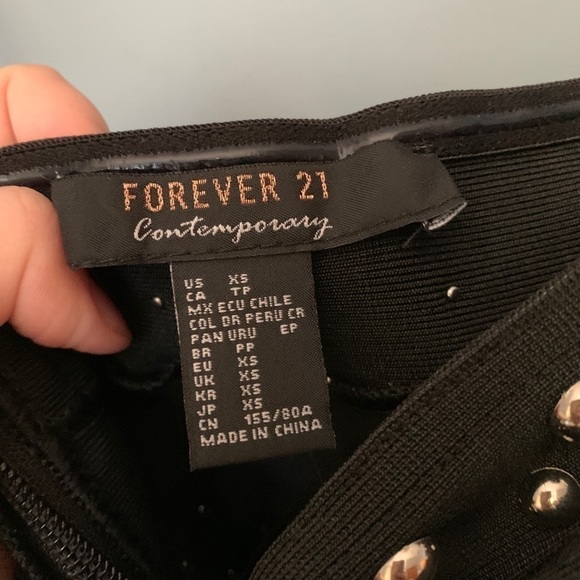 FOREVER 21
Contemporary
US XS
CA TP
MX ECU CHILE
COL DR PERU CR
PAN URU EP
BR PP
EU XS
UK XS
KR XS
JP XS
CN 155/80A
MADE IN CHINA